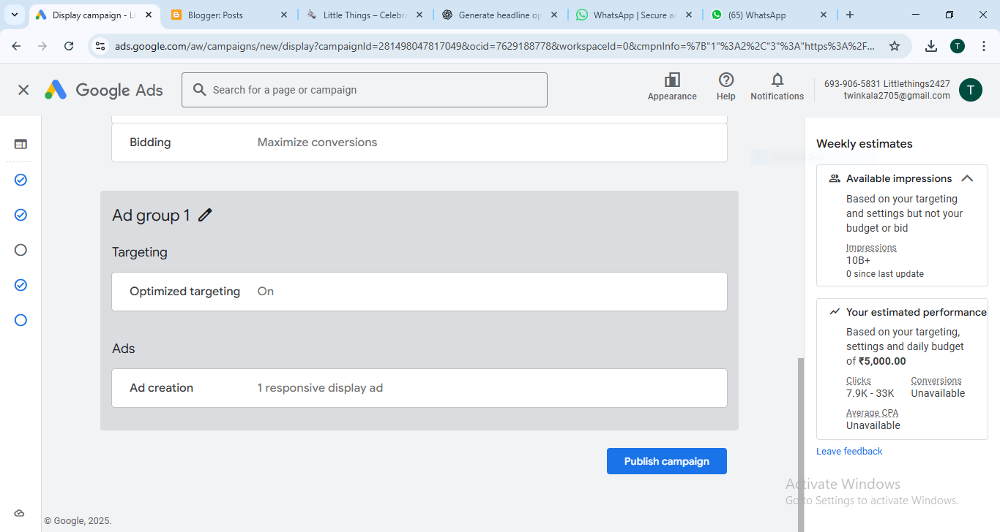 Display campaign - Li
Blogger: Posts
Little Things – Celebra
Generate headline op
WhatsApp | Secure a
(65) WhatsApp
ads.google.com/aw/campaigns/new/display?campaignId=281498047817049&ocid=7629188778&workspaceId=0&cmpnInfo=%7B"1"%3A2%2C"3"%3A"https%3A%2F...
T
Google Ads
Search for a page or campaign
Appearance
Help
Notifications
693-906-5831 Littlethings2427
twinkala2705@gmail.com
T
Bidding Maximize conversions
Ad group 1
Targeting
Optimized targeting On
Ads
Ad creation 1 responsive display ad
Publish campaign
Weekly estimates
Available impressions
Based on your targeting
and settings but not your
budget or bid
Impressions
10B+
0 since last update
Your estimated performance
Based on your targeting,
settings and daily budget
of ₹5,000.00
Clicks Conversions
7.9K - 33K Unavailable
Average CPA
Unavailable
Leave feedback
Activate Windows
Go to Settings to activate Windows.
© Google, 2025.